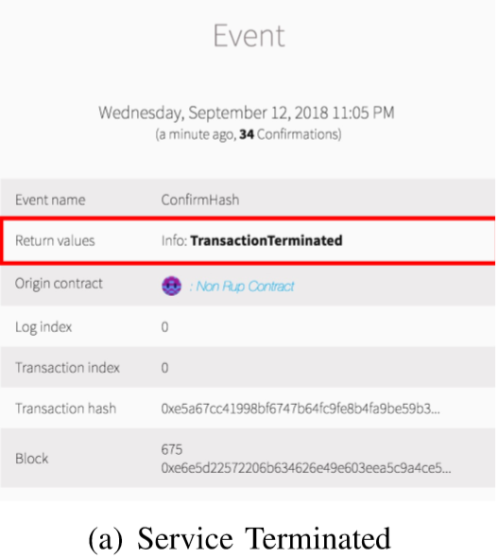 Event
Wednesday, September 12, 2018 11:05 PM
(a minute ago, 34 Confirmations)
Event name ConfirmHash
Return values Info: TransactionTerminated
Origin contract : Non Rup Contract
Log index 0
Transaction index 0
Transaction hash 0xe5a67cc41998bf6747b64fc9fe8b4fa9be59b3...
Block 675
0xe6e5d22572206b634626e49e603eea5c9a4ce5...
(a) Service Terminated